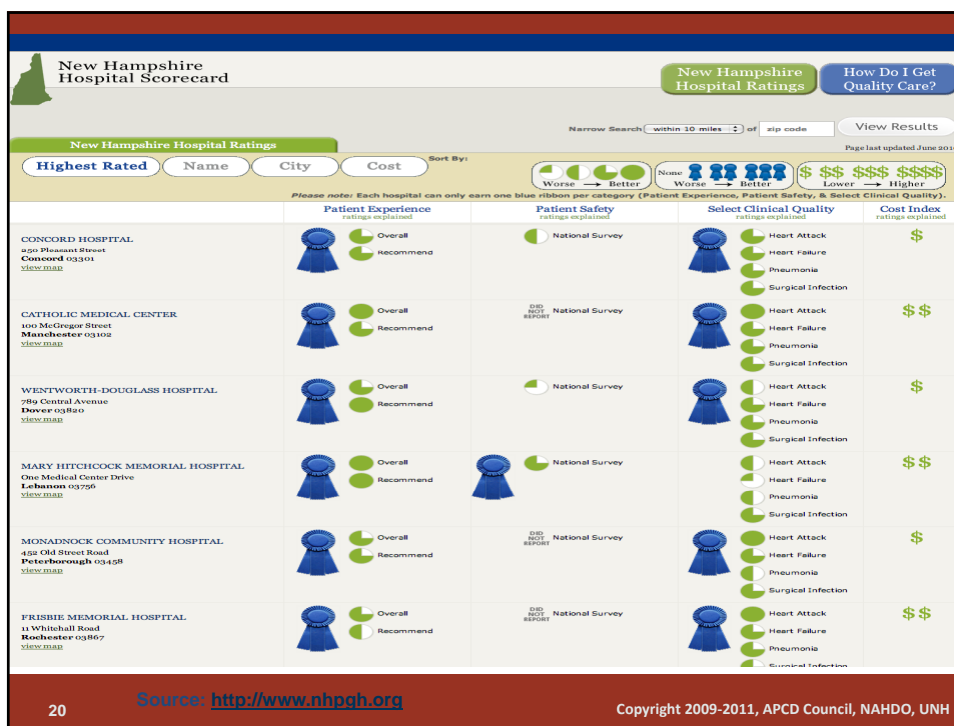 New Hampshire
Hospital Scorecard
New Hampshire
Hospital Ratings
How Do I Get
Quality Care?
Narrow Search within 10 miles of zip code View Results
New Hampshire Hospital Ratings
Page last updated June 201
Sort By:
Highest Rated Name City Cost
None
$ $$ $$$ $$$$
Worse → Better Worse → Better Lower → Higher
Please note: Each hospital can only earn one blue ribbon per category (Patient Experience, Patient Safety, & Select Clinical Quality).
Patient Experience Patient Safety Select Clinical Quality Cost Index
ratings explained ratings explained ratings explained ratings explained
CONCORD HOSPITAL
250 Pleasant Street
Concord 03301
view map
Overall
Recommend
National Survey
Heart Attack
Heart Failure
Pneumonia
Surgical Infection
$
CATHOLIC MEDICAL CENTER
100 McGregor Street
Manchester 03102
view map
Overall
Recommend
DID
NOT
REPORT
National Survey
Heart Attack
Heart Failure
Pneumonia
Surgical Infection
$$
WENTWORTH-DOUGLASS HOSPITAL
789 Central Avenue
Dover 03820
view map
Overall
Recommend
National Survey
Heart Attack
Heart Failure
Pneumonia
Surgical Infection
$
MARY HITCHCOCK MEMORIAL HOSPITAL
One Medical Center Drive
Lebanon 03756
view map
Overall
Recommend
National Survey
Heart Attack
Heart Failure
Pneumonia
Surgical Infection
$$
MONADNOCK COMMUNITY HOSPITAL
452 Old Street Road
Peterborough 03458
view map
Overall
Recommend
DID
NOT
REPORT
National Survey
Heart Attack
Heart Failure
Pneumonia
Surgical Infection
$
FRISBIE MEMORIAL HOSPITAL
11 Whitehall Road
Rochester 03867
view map
Overall
Recommend
DID
NOT
REPORT
National Survey
Heart Attack
Heart Failure
Pneumonia
Surgical Infection
$$
20
Source: http://www.nhpgh.org
Copyright 2009-2011, APCD Council, NAHDO, UNH